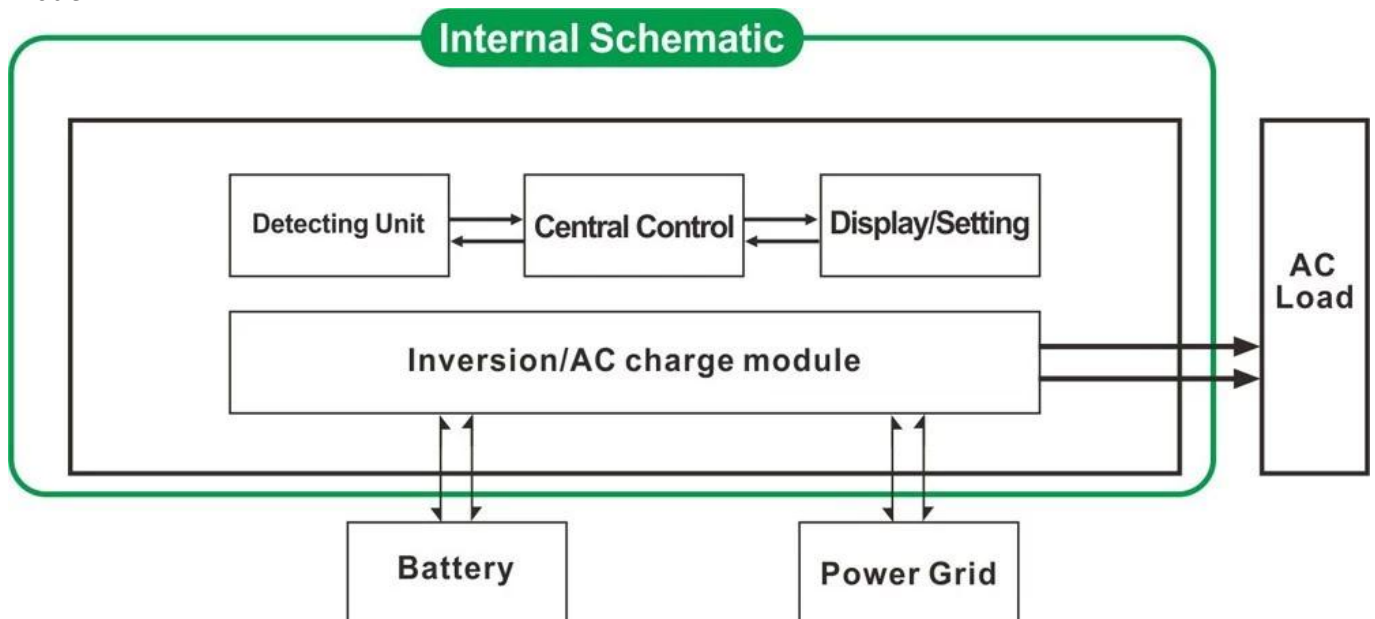 Internal Schematic
Detecting Unit
Central Control
Display/Setting
AC
Load
Inversion/AC charge module
Battery
Power Grid